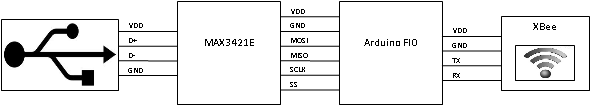 VDD
D+
D-
GND
MAX3421E
VDD
GND
MOSI
MISO
SCLK
SS
Arduino FIO
VDD
GND
TX
RX
XBee